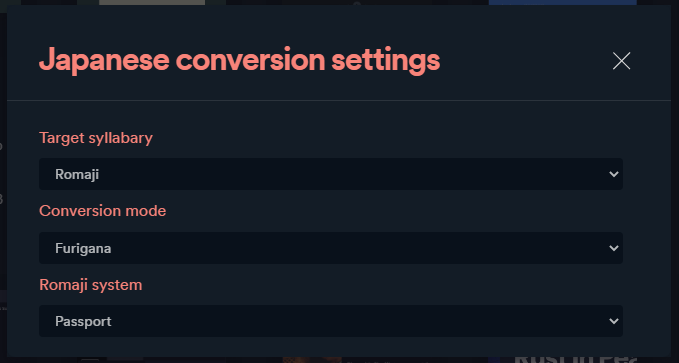 Japanese conversion settings
Target syllabary
Romaji
Conversion mode
Furigana
Romaji system
Passport